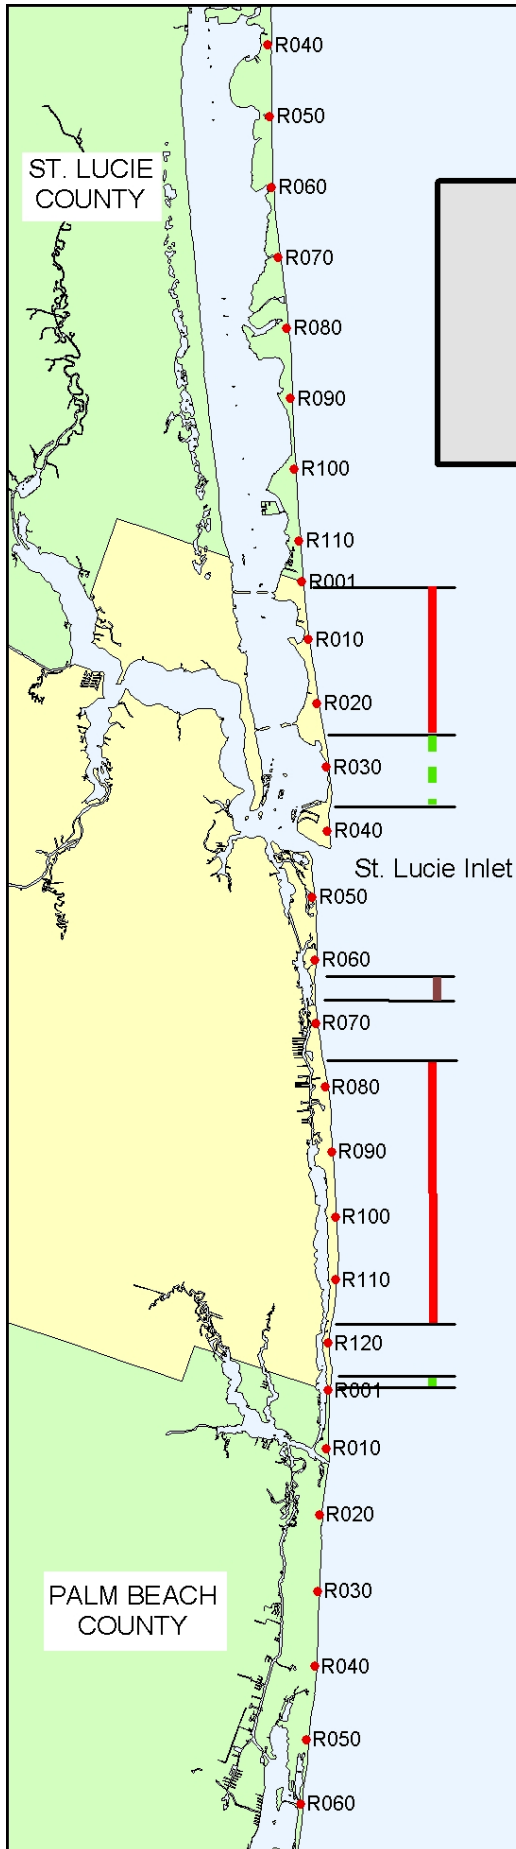 R040
R050
ST. LUCIE
COUNTY
R060
R070
R080
R090
R100
R110
R001
R010
R020
R030
R040
St. Lucie Inlet
R050
R060
R070
R080
R090
R100
R110
R120
R001
R010
R020
PALM BEACH
COUNTY
R030
R040
R050
R060